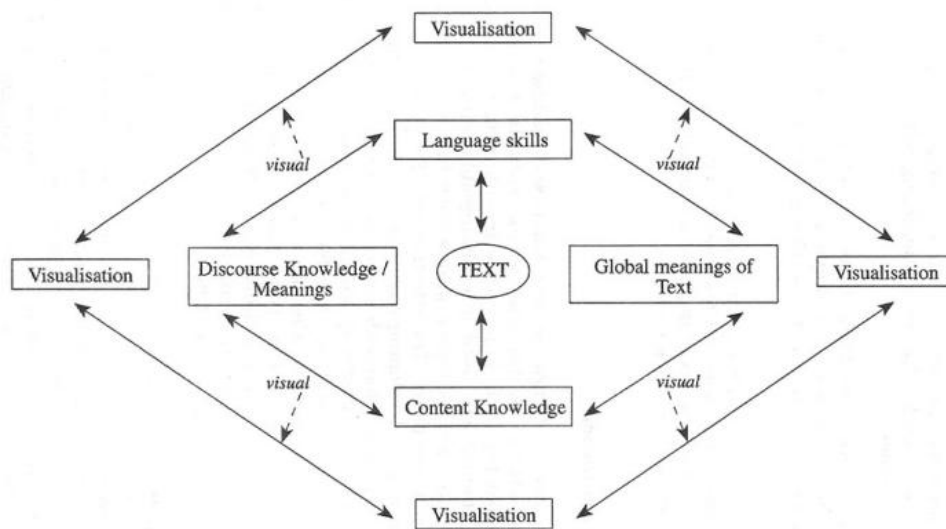 Visualisation
Language skills
visual
visual
Visualisation
Discourse Knowledge /
Meanings
TEXT
Global meanings of
Text
Visualisation
visual
visual
Content Knowledge
Visualisation